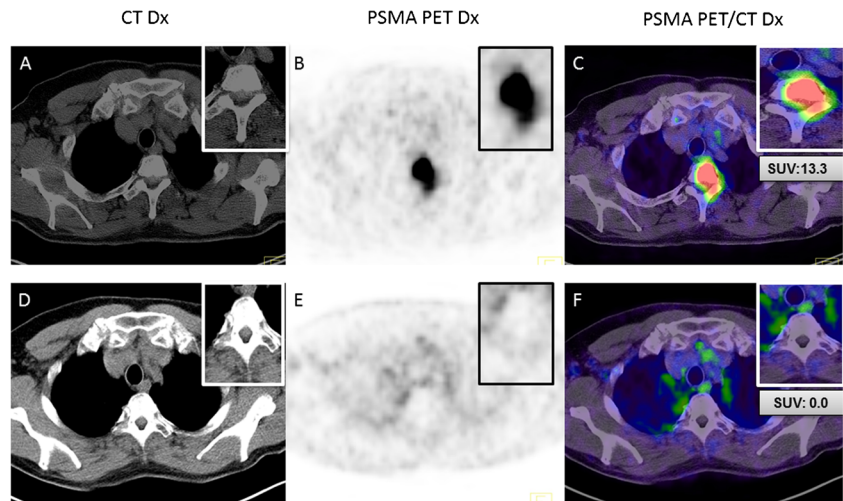 CT Dx
PSMA PET Dx
PSMA PET/CT Dx
A
B
C
SUV:13.3
D
E
F
SUV: 0.0